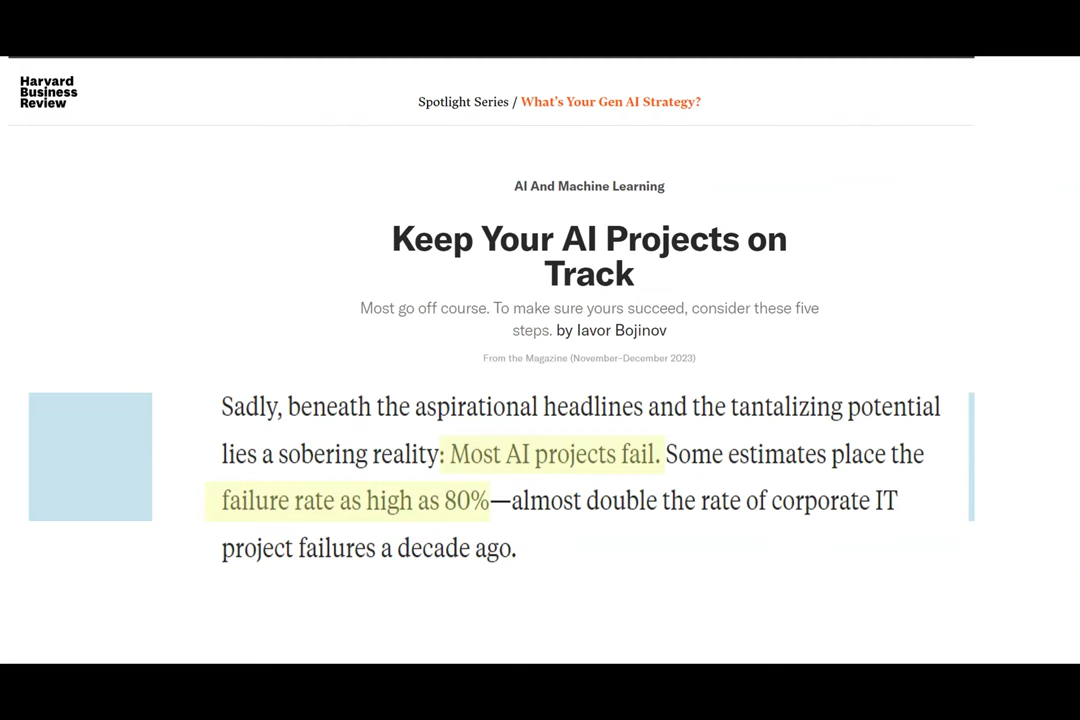 Harvard
Business
Review
Spotlight Series / What's Your Gen AI Strategy?
AI And Machine Learning
Keep Your AI Projects on
Track
Most go off course. To make sure yours succeed, consider these five
steps. by Iavor Bojinov
From the Magazine (November–December 2023)
Sadly, beneath the aspirational headlines and the tantalizing potential
lies a sobering reality: Most AI projects fail. Some estimates place the
failure rate as high as 80%—almost double the rate of corporate IT
project failures a decade ago.